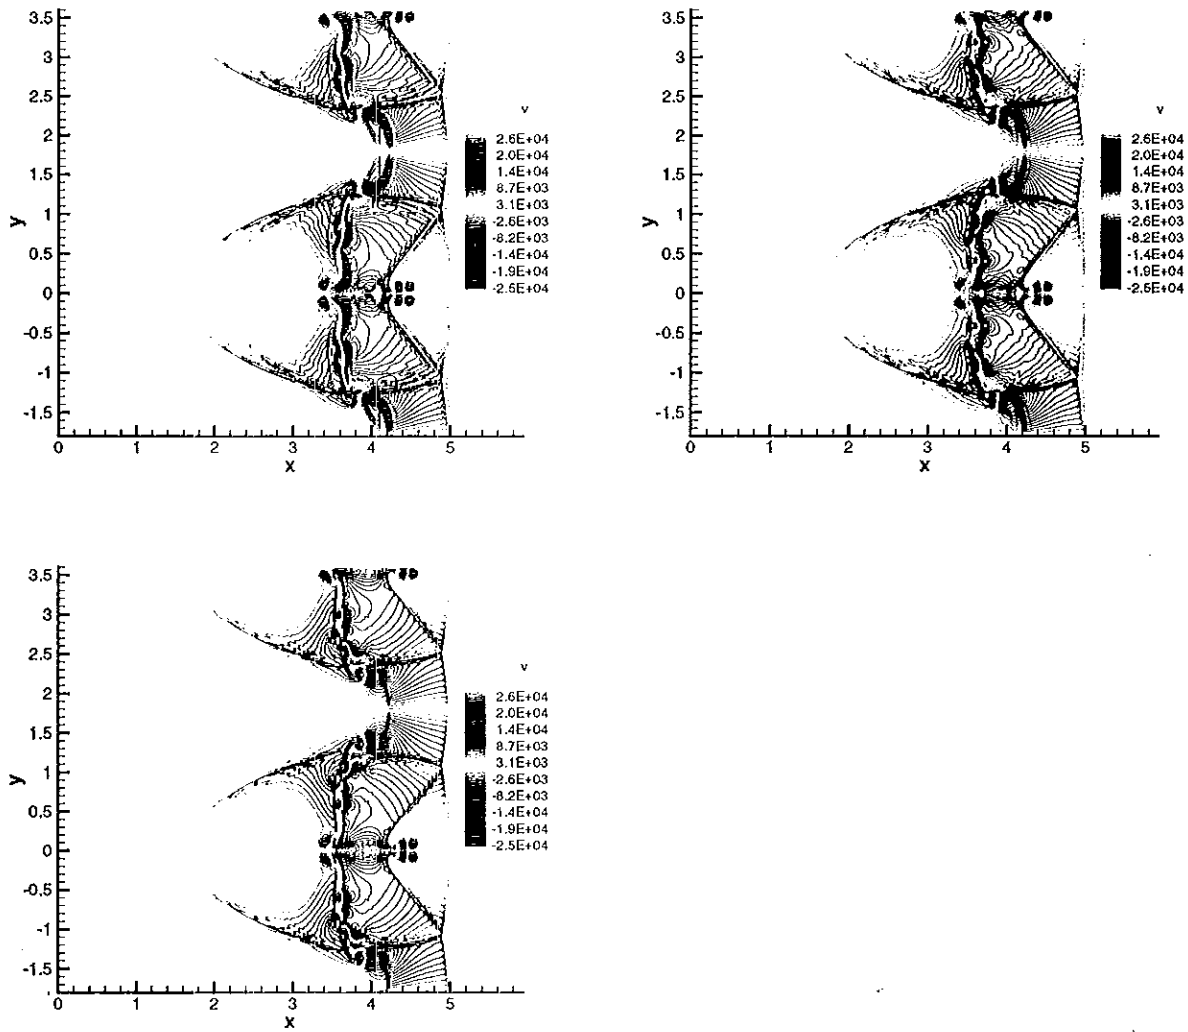 3.5
3
2.5
2
1.5
1
0.5
0
-0.5
-1
-1.5
y
0 1 2 3 4 5
x
v
2.6E+04
2.0E+04
1.4E+04
8.7E+03
3.1E+03
-2.6E+03
-8.2E+03
-1.4E+04
-1.9E+04
-2.5E+04
3.5
3
2.5
2
1.5
1
0.5
0
-0.5
-1
-1.5
y
0 1 2 3 4 5
x
v
2.6E+04
2.0E+04
1.4E+04
8.7E+03
3.1E+03
-2.6E+03
-8.2E+03
-1.4E+04
-1.9E+04
-2.5E+04
3.5
3
2.5
2
1.5
1
0.5
0
-0.5
-1
-1.5
y
0 1 2 3 4 5
x
v
2.6E+04
2.0E+04
1.4E+04
8.7E+03
3.1E+03
-2.6E+03
-8.2E+03
-1.4E+04
-1.9E+04
-2.5E+04